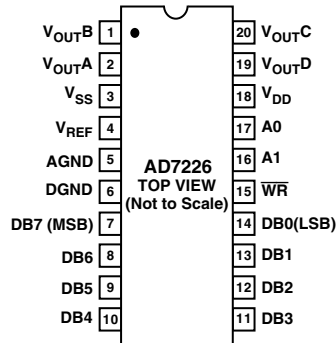 VOUTB 1
VOUTA 2
VSS 3
VREF 4
AGND 5
DGND 6
DB7 (MSB) 7
DB6 8
DB5 9
DB4 10
AD7226
TOP VIEW
(Not to Scale)
20 VOUTC
19 VOUTD
18 VDD
17 A0
16 A1
15 W̅R̅
14 DB0(LSB)
13 DB1
12 DB2
11 DB3